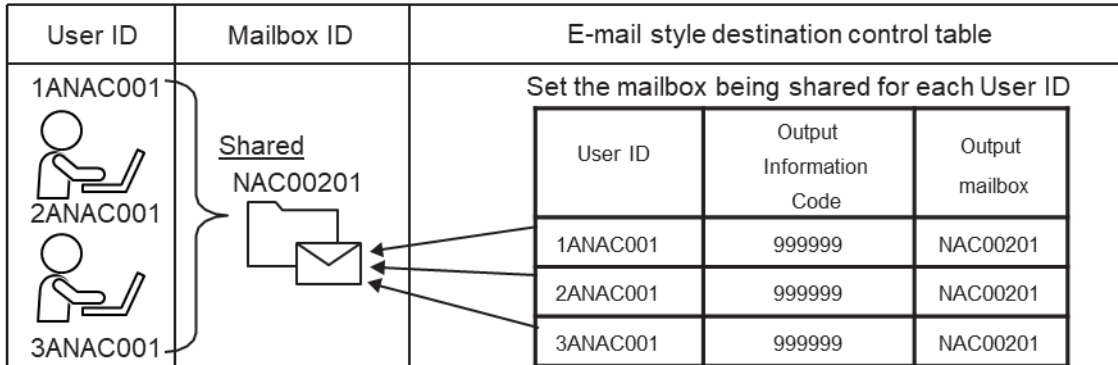 User ID
Mailbox ID
E-mail style destination control table
1ANAC001
2ANAC001
3ANAC001
Shared
NAC00201
Set the mailbox being shared for each User ID
User ID
Output
Information
Code
Output
mailbox
1ANAC001 999999 NAC00201
2ANAC001 999999 NAC00201
3ANAC001 999999 NAC00201